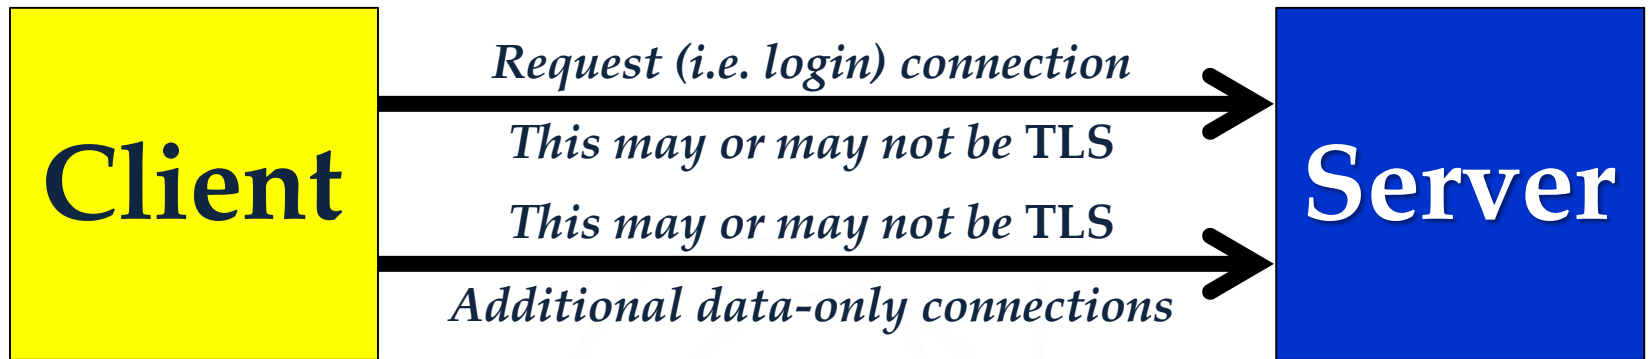 Client
Request (i.e. login) connection
This may or may not be TLS
This may or may not be TLS
Additional data-only connections
Server